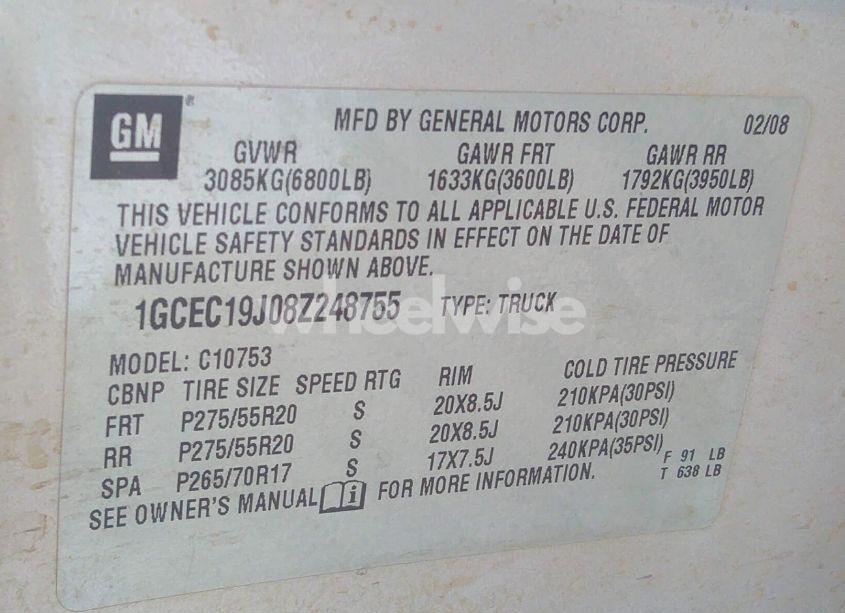 GM ® MFD BY GENERAL MOTORS CORP. 02/08
GVWR GAWR FRT GAWR RR
3085KG(6800LB) 1633KG(3600LB) 1792KG(3950LB)
THIS VEHICLE CONFORMS TO ALL APPLICABLE U.S. FEDERAL MOTOR
VEHICLE SAFETY STANDARDS IN EFFECT ON THE DATE OF
MANUFACTURE SHOWN ABOVE.
1GCEC19J08Z248755 TYPE: TRUCK
wheelwise
MODEL: C10753
CBNP TIRE SIZE SPEED RTG RIM COLD TIRE PRESSURE
FRT P275/55R20 S 20X8.5J 210KPA(30PSI)
RR P275/55R20 S 20X8.5J 210KPA(30PSI)
SPA P265/70R17 S 17X7.5J 240KPA(35PSI) F 91 LB
T 638 LB
SEE OWNER'S MANUAL i FOR MORE INFORMATION.